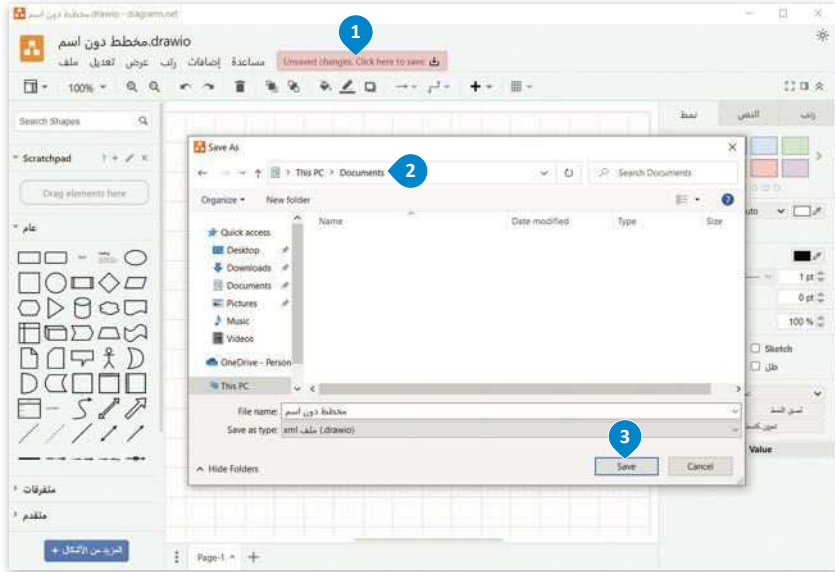 مخطط دون اسم.drawio - diagrams.net
مخطط دون اسم.drawio
ملف تعديل عرض رتب إضافات مساعدة Unsaved changes. Click here to save.
1
100%
Search Shapes
نمط النص رتب
Scratchpad
Drag elements here
عام
Save As
This PC > Documents
2
Search Documents
Organize New folder
Name Date modified Type Size
Quick access
Desktop
Downloads
Documents
Pictures
Music
Videos
OneDrive - Person
This PC
File name: مخطط دون اسم
Save as type: ملف xml (.drawio)
3
Hide Folders Save Cancel
1 pt
0 pt
100 %
Sketch
ظل
Value
متفرقات
متقدم
المزيد من الأشكال +
Page-1